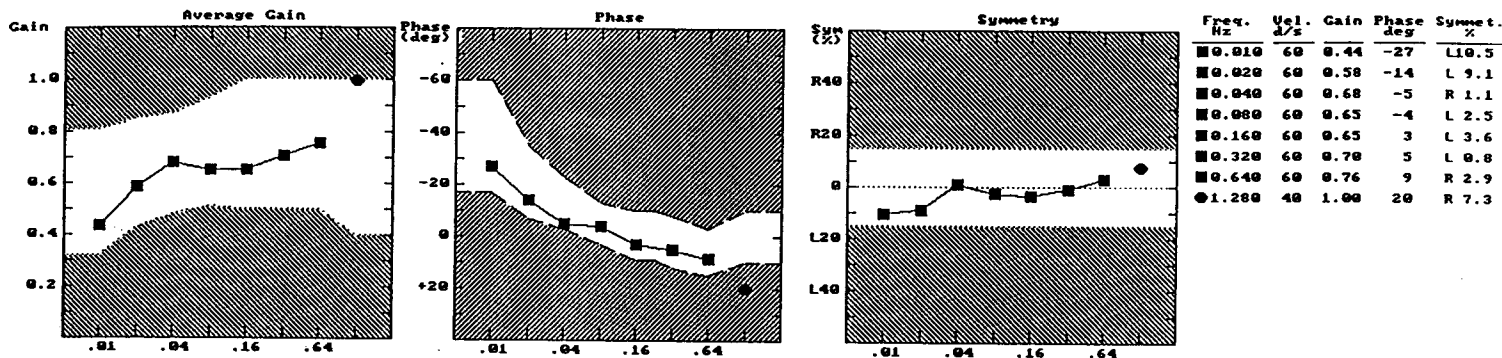 Average Gain
Gain
1.0
0.8
0.6
0.4
0.2
.01 .04 .16 .64
Phase
Phase
(deg)
-60
-40
-20
0
+20
.01 .04 .16 .64
Symmetry
Sym
(%)
R40
R20
0
L20
L40
.01 .04 .16 .64
Freq. Vel. Gain Phase Symmet.
Hz d/s deg %
0.010 60 0.44 -27 L10.5
0.020 60 0.58 -14 L 9.1
0.040 60 0.68 -5 R 1.1
0.080 60 0.65 -4 L 2.5
0.160 60 0.65 3 L 3.6
0.320 60 0.70 5 L 0.8
0.640 60 0.76 9 R 2.9
1.280 40 1.00 20 R 7.3